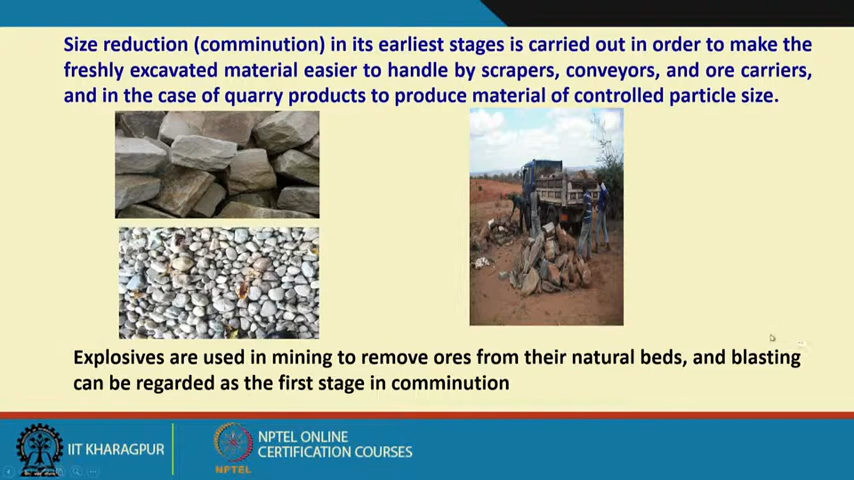 Size reduction (comminution) in its earliest stages is carried out in order to make the
freshly excavated material easier to handle by scrapers, conveyors, and ore carriers,
and in the case of quarry products to produce material of controlled particle size.
Explosives are used in mining to remove ores from their natural beds, and blasting
can be regarded as the first stage in comminution
IIT KHARAGPUR
NPTEL
NPTEL ONLINE
CERTIFICATION COURSES